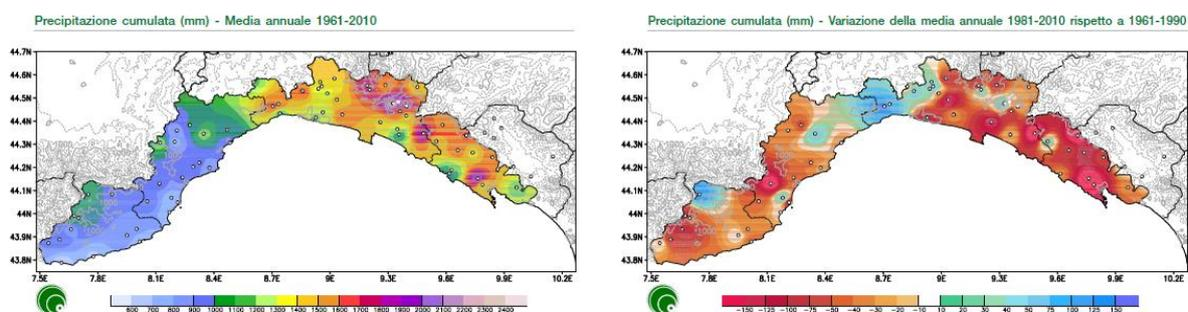 Precipitazione cumulata (mm) - Media annuale 1961-2010
44.7N
44.6N
44.5N
44.4N
44.3N
44.2N
44.1N
44N
43.9N
43.8N
7.5E 7.8E 8.1E 8.4E 8.7E 9E 9.3E 9.6E 9.9E 10.2E
1000
1000
1000
600 700 800 900 1000 1100 1200 1300 1400 1500 1600 1700 1800 1900 2000 2100 2200 2300 2400
Precipitazione cumulata (mm) - Variazione della media annuale 1981-2010 rispetto a 1961-1990
44.7N
44.6N
44.5N
44.4N
44.3N
44.2N
44.1N
44N
43.9N
43.8N
7.5E 7.8E 8.1E 8.4E 8.7E 9E 9.3E 9.6E 9.9E 10.2E
1000
1000
−150 −125 −100 −75 −50 −40 −30 −20 −10 10 20 30 40 50 75 100 125 150